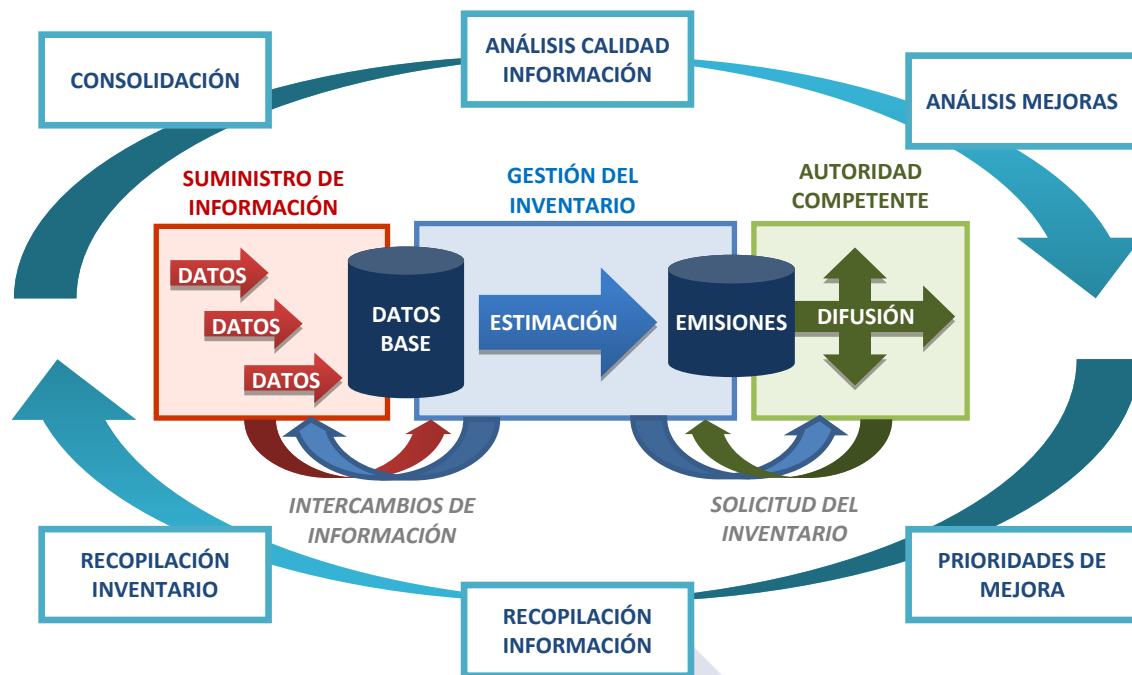 CONSOLIDACIÓN
ANÁLISIS CALIDAD
INFORMACIÓN
ANÁLISIS MEJORAS
SUMINISTRO DE
INFORMACIÓN
GESTIÓN DEL
INVENTARIO
AUTORIDAD
COMPETENTE
DATOS
DATOS
DATOS
DATOS
BASE
ESTIMACIÓN
EMISIONES
DIFUSIÓN
INTERCAMBIOS DE
INFORMACIÓN
SOLICITUD DEL
INVENTARIO
RECOPILACIÓN
INVENTARIO
RECOPILACIÓN
INFORMACIÓN
PRIORIDADES DE
MEJORA